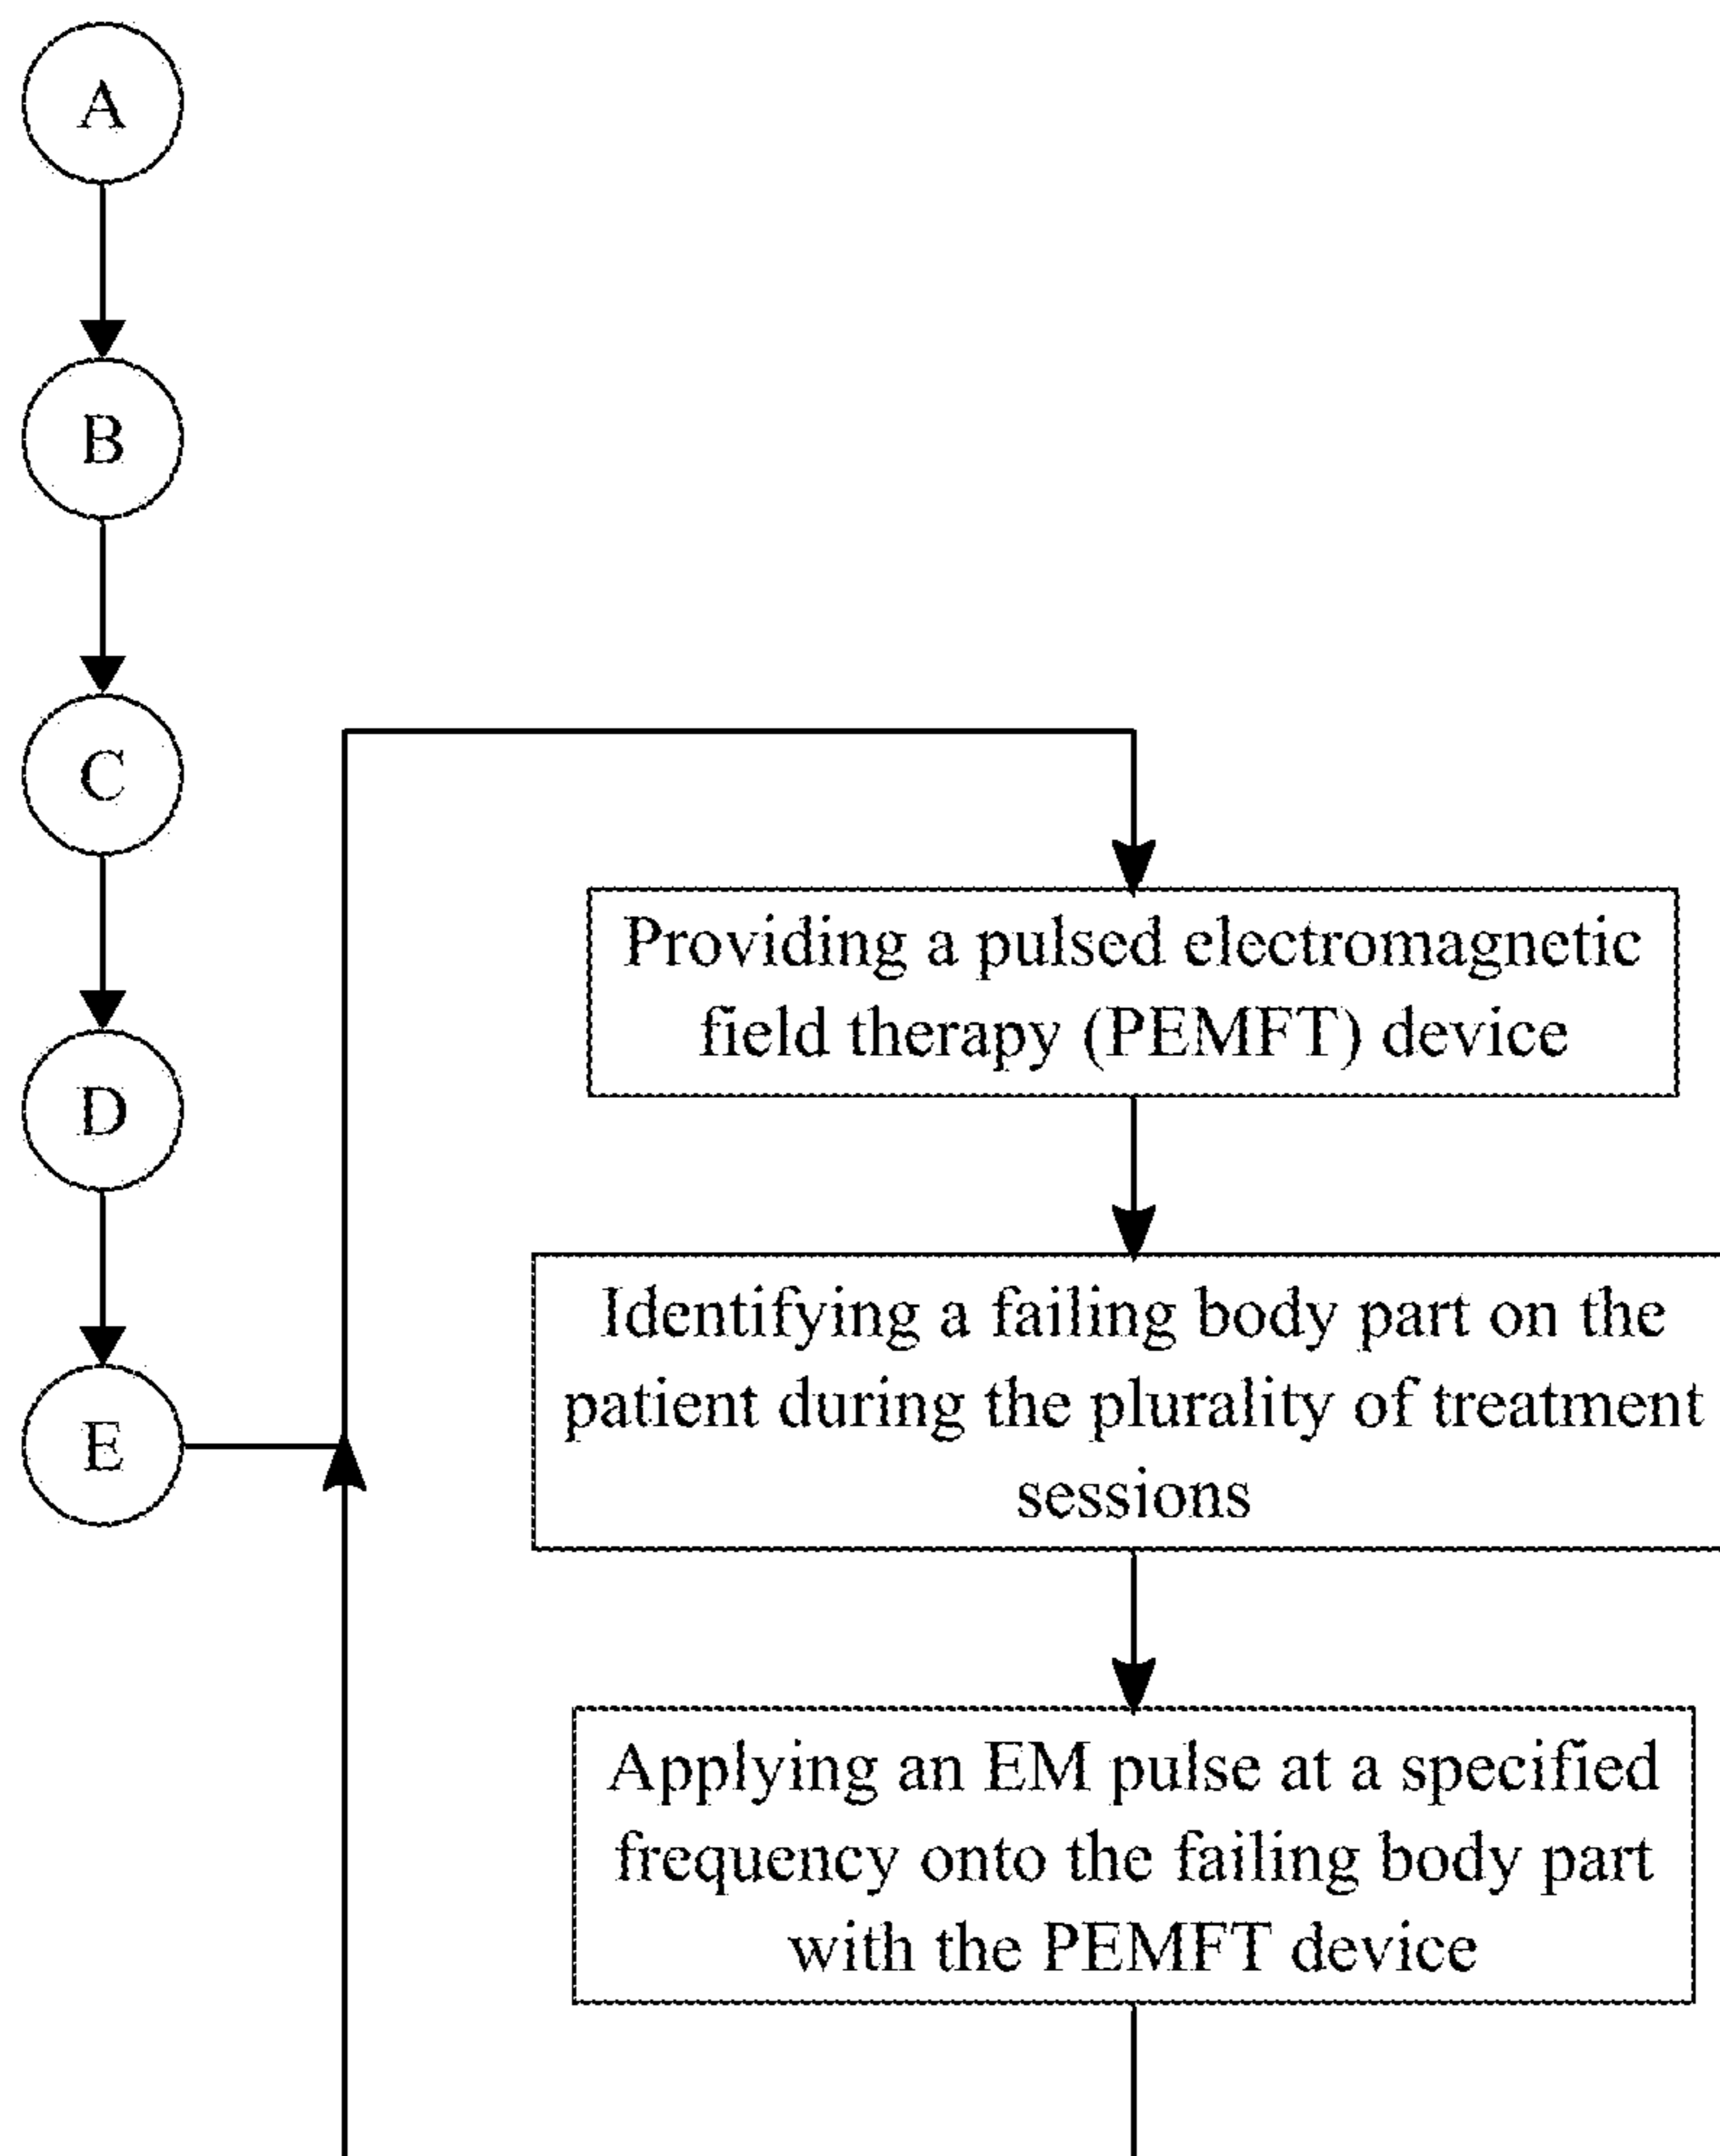 A
B
C
D
E
Providing a pulsed electromagnetic
field therapy (PEMFT) device
Identifying a failing body part on the
patient during the plurality of treatment
sessions
Applying an EM pulse at a specified
frequency onto the failing body part
with the PEMFT device